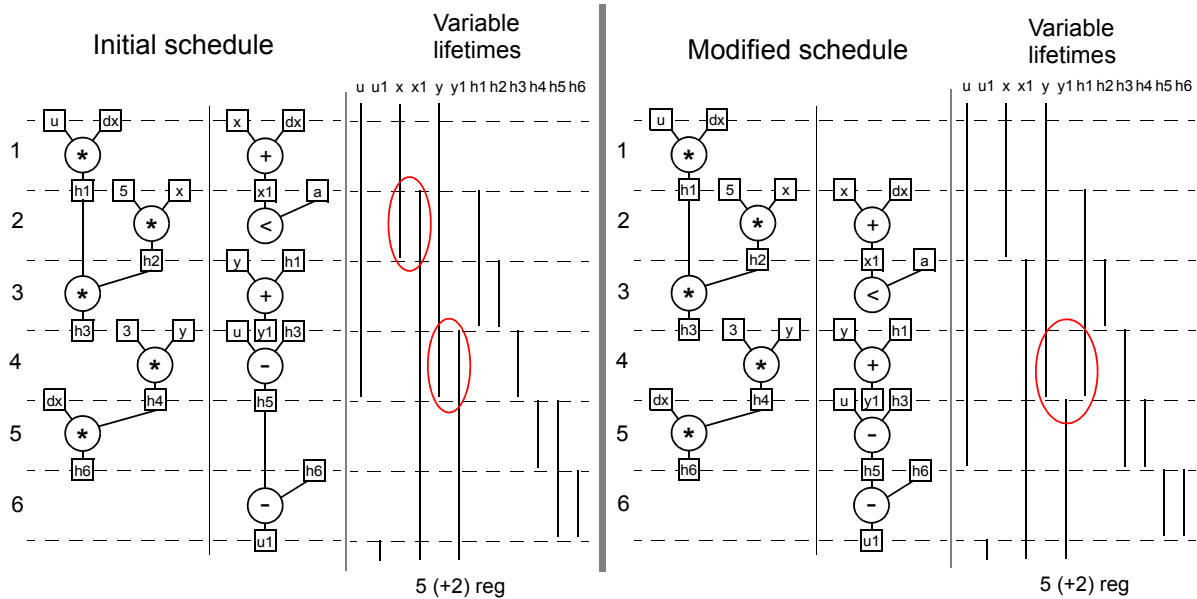 Initial schedule
Variable
lifetimes
u u1 x x1 y y1 h1 h2 h3 h4 h5 h6
u dx x dx
1 * +
h1 5 x x1 a
2 * <
h2 y h1
3 * +
h3 3 y u y1 h3
4 * -
dx h4 h5
5 *
h6 h6
6 -
u1
5 (+2) reg
Modified schedule
Variable
lifetimes
u u1 x x1 y y1 h1 h2 h3 h4 h5 h6
u dx
1 *
h1 5 x x dx
2 * +
h2 x1 a
3 * <
h3 3 y y h1
4 * +
dx h4 u y1 h3
5 * -
h6 h5 h6
6 -
u1
5 (+2) reg